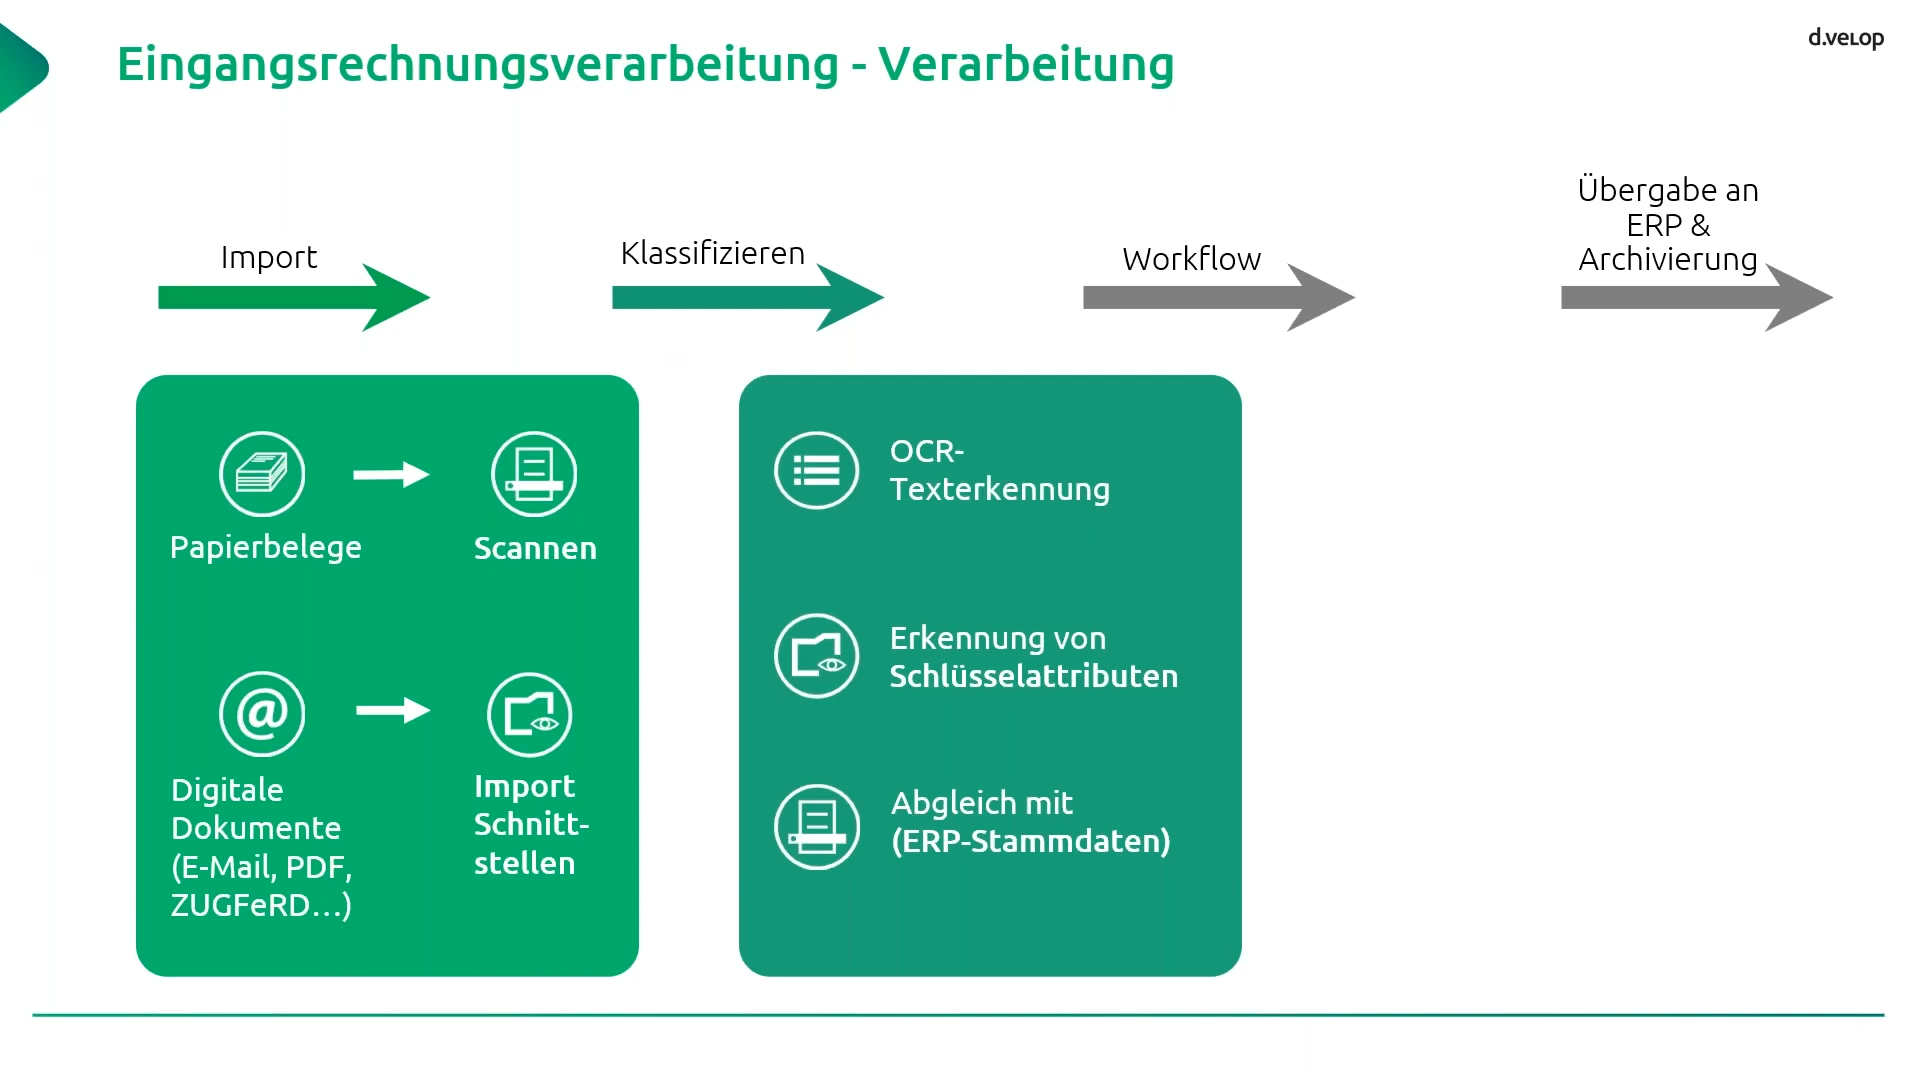 Eingangsrechnungsverarbeitung - Verarbeitung
d.velop
Import
Klassifizieren
Workflow
Übergabe an
ERP &
Archivierung
Papierbelege
Scannen
@
Digitale
Dokumente
(E-Mail, PDF,
ZUGFeRD...)
Import
Schnitt-
stellen
OCR-
Texterkennung
Erkennung von
Schlüsselattributen
Abgleich mit
(ERP-Stammdaten)